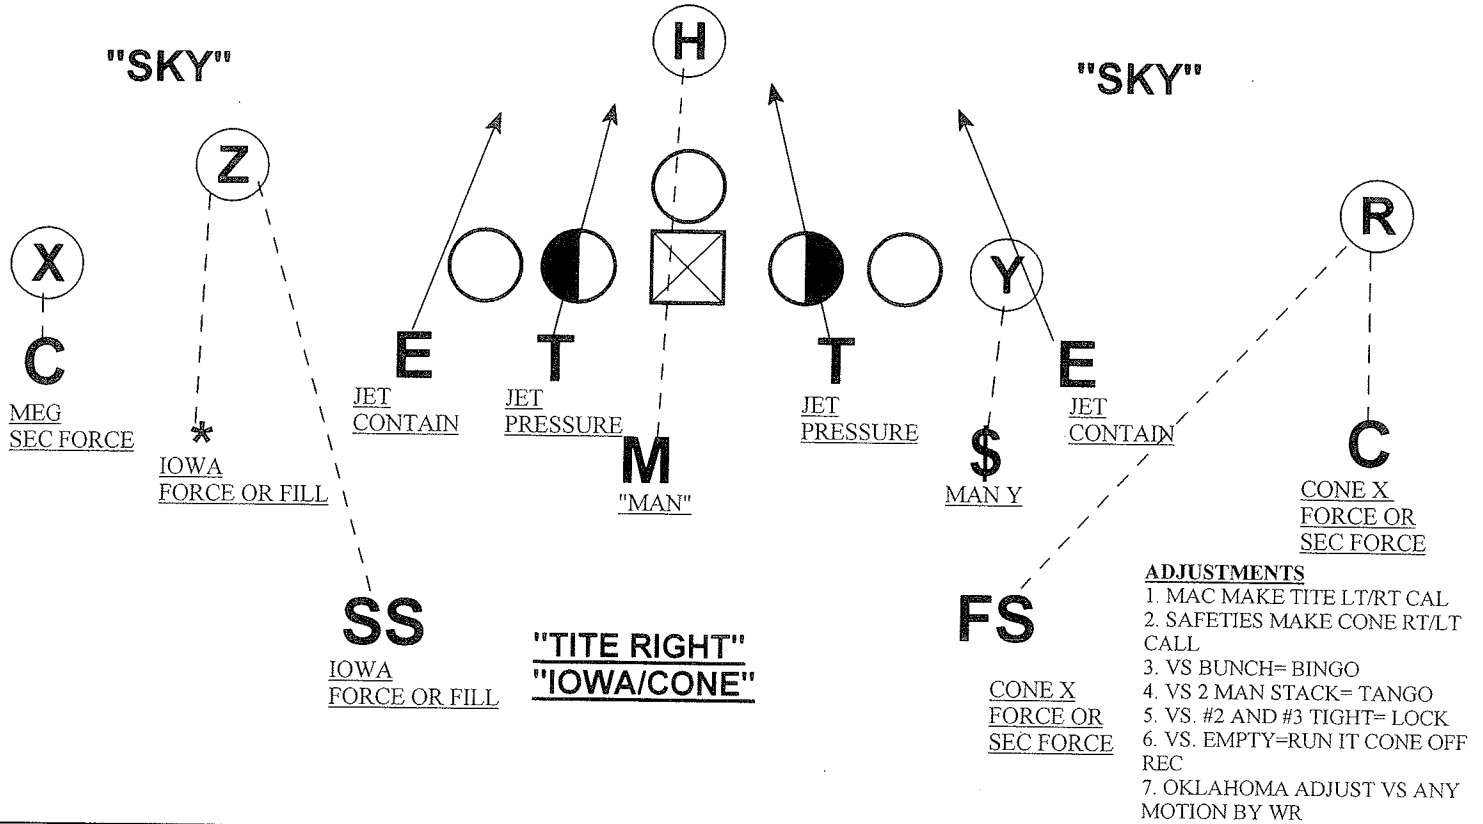 H
"SKY"
"SKY"
Z
R
X
Y
C
E
T
T
E
MEG
SEC FORCE
JET
CONTAIN
JET
PRESSURE
JET
PRESSURE
JET
CONTAIN
*
IOWA
FORCE OR FILL
M
"MAN"
$
MAN Y
C
CONE X
FORCE OR
SEC FORCE
SS
IOWA
FORCE OR FILL
"TITE RIGHT"
"IOWA/CONE"
FS
CONE X
FORCE OR
SEC FORCE
ADJUSTMENTS
1. MAC MAKE TITE LT/RT CAL
2. SAFETIES MAKE CONE RT/LT
CALL
3. VS BUNCH= BINGO
4. VS 2 MAN STACK= TANGO
5. VS. #2 AND #3 TIGHT= LOCK
6. VS. EMPTY=RUN IT CONE OFF
REC
7. OKLAHOMA ADJUST VS ANY
MOTION BY WR